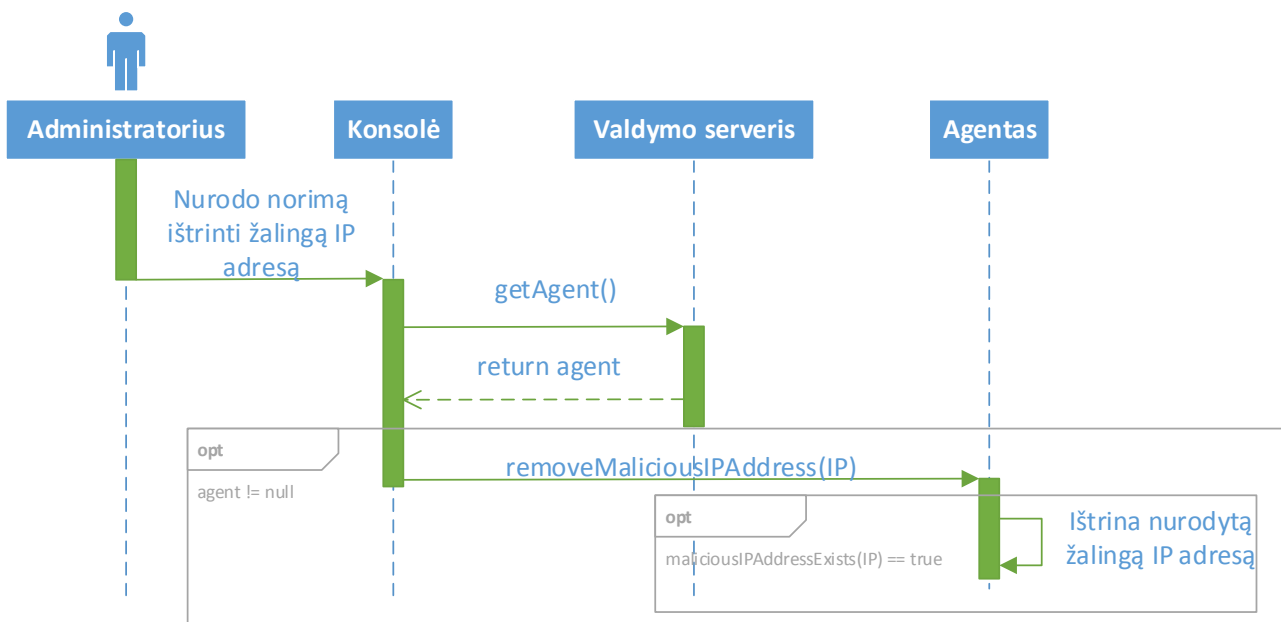 Administratorius
Konsolė
Valdymo serveris
Agentas
Nurodo norimą
ištrinti žalingą IP
adresą
getAgent()
return agent
opt
agent != null
removeMaliciousIPAddress(IP)
opt
maliciousIPAddressExists(IP) == true
Ištrina nurodytą
žalingą IP adresą